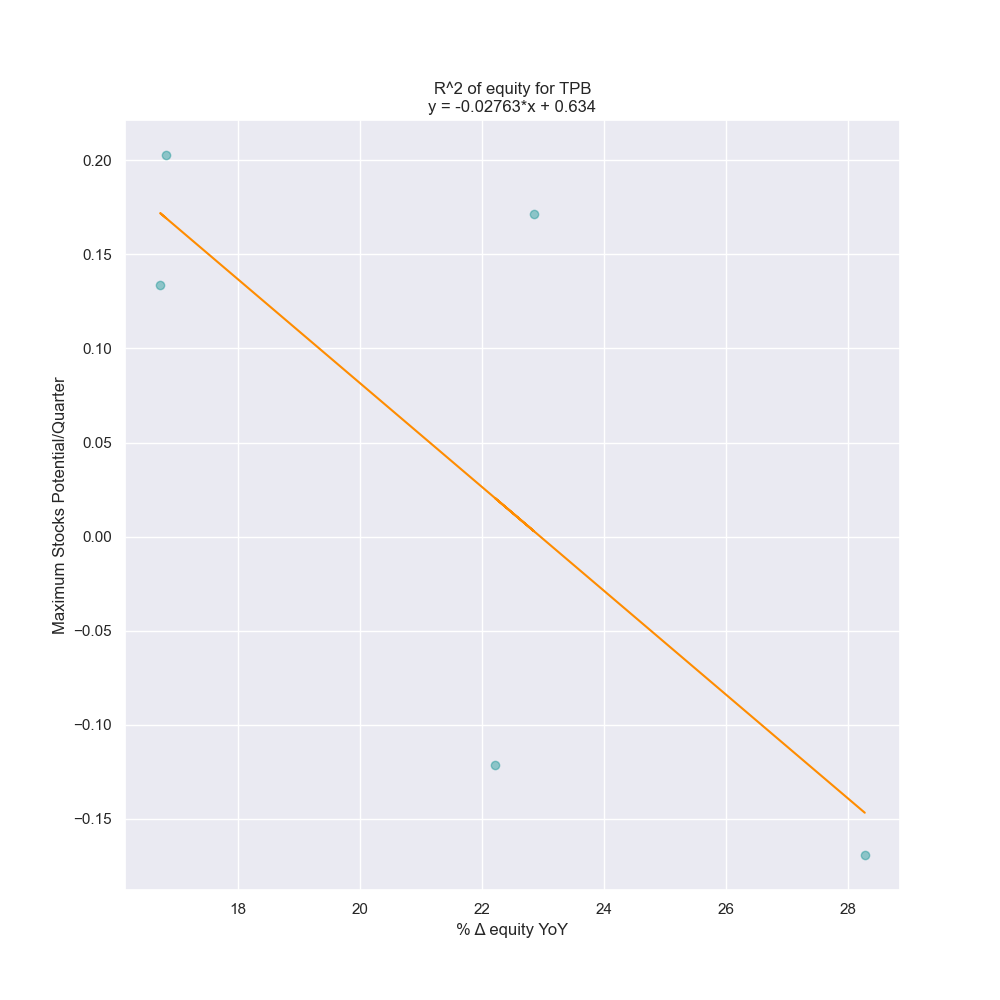 R^2 of equity for TPB
y = -0.02763*x + 0.634
Maximum Stocks Potential/Quarter
0.20
0.15
0.10
0.05
0.00
−0.05
−0.10
−0.15
18 20 22 24 26 28
% Δ equity YoY